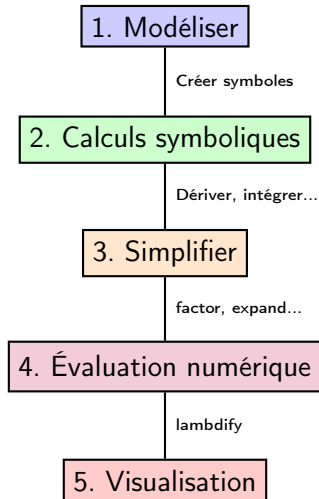 1. Modéliser
Créer symboles
2. Calculs symboliques
Dériver, intégrer...
3. Simplifier
factor, expand...
4. Évaluation numérique
lambdify
5. Visualisation